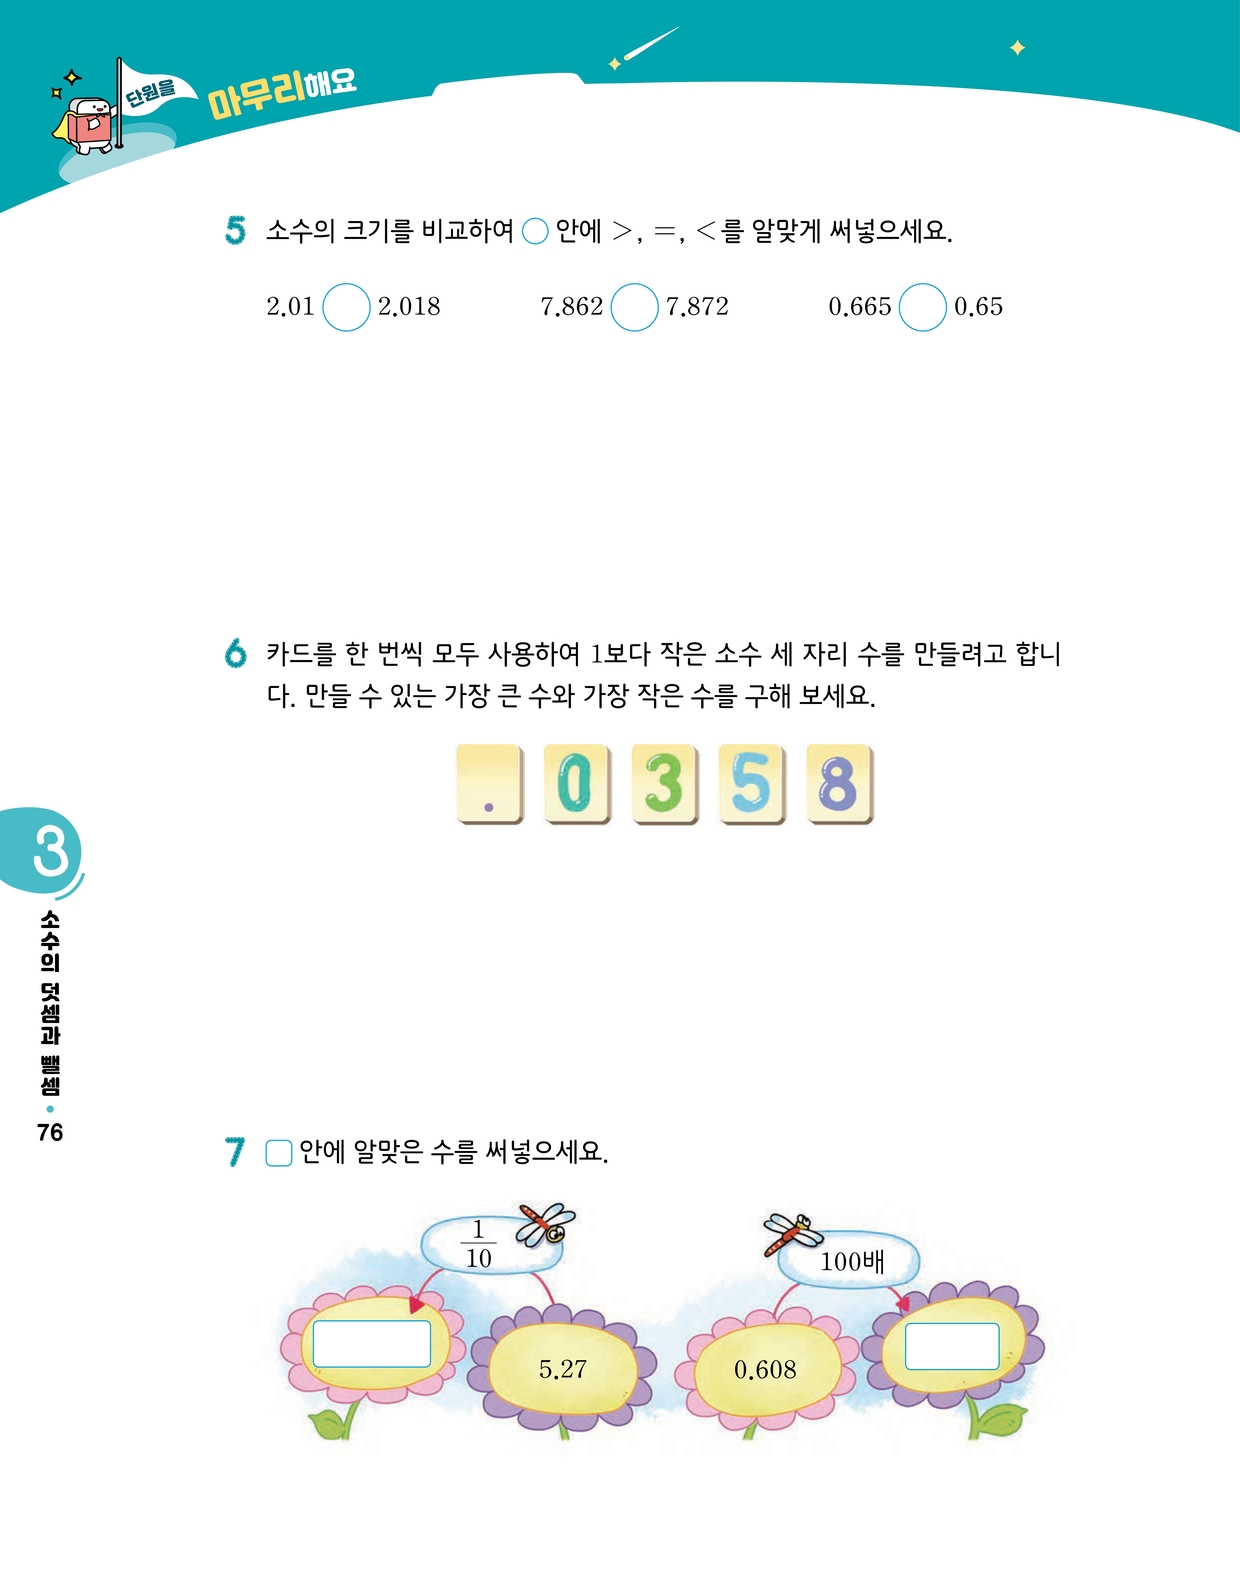 단원을 마무리해요
5 소수의 크기를 비교하여 ○ 안에 >, =, <를 알맞게 써넣으세요.
2.01 ○ 2.018 7.862 ○ 7.872 0.665 ○ 0.65
6 카드를 한 번씩 모두 사용하여 1보다 작은 소수 세 자리 수를 만들려고 합니
다. 만들 수 있는 가장 큰 수와 가장 작은 수를 구해 보세요.
. 0 3 5 8
3
소수의 덧셈과 뺄셈 • 76
7 □ 안에 알맞은 수를 써넣으세요.
1/10 100배
5.27 0.608